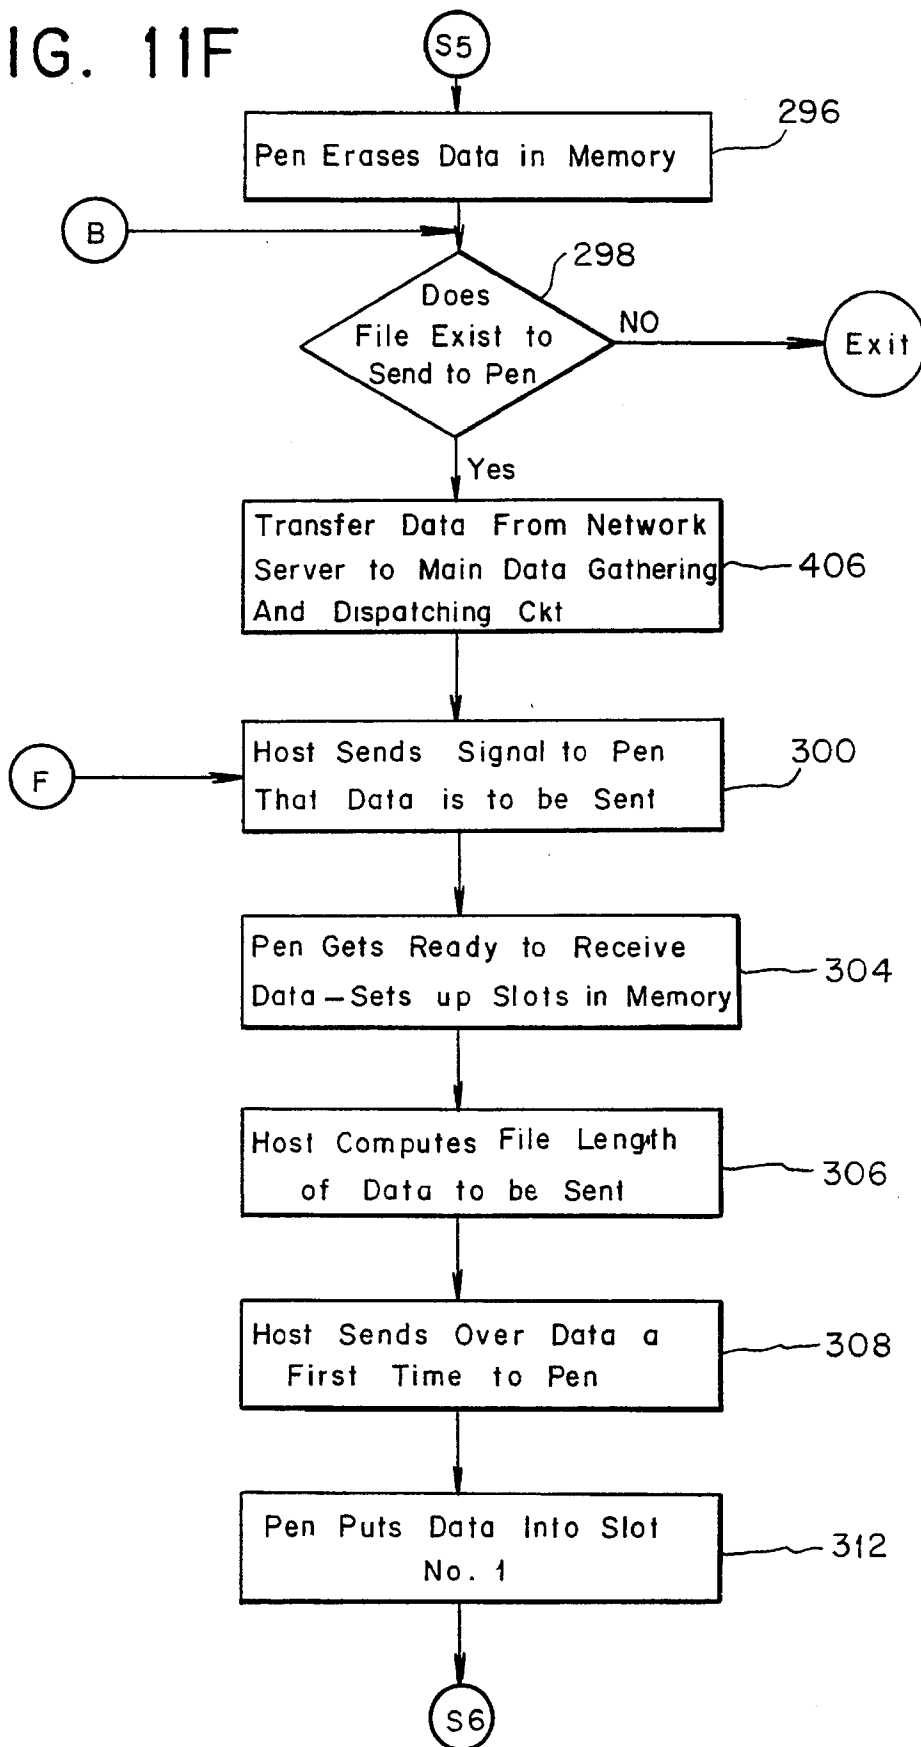 IG. 11F
S5
296
Pen Erases Data in Memory
B
298
Does
File Exist to
Send to Pen
NO
Exit
Yes
Transfer Data From Network
Server to Main Data Gathering
And Dispatching Ckt
406
Host Sends Signal to Pen
That Data is to be Sent
300
F
Pen Gets Ready to Receive
Data – Sets up Slots in Memory
304
Host Computes File Length
of Data to be Sent
306
Host Sends Over Data a
First Time to Pen
308
Pen Puts Data Into Slot
No. 1
312
S6